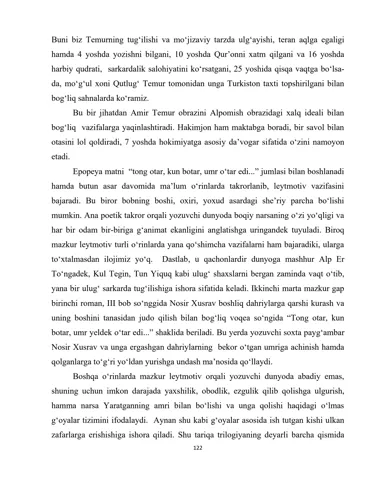 Buni biz Temurning tug‘ilishi va mo‘jizaviy tarzda ulg‘ayishi, teran aqlga egaligi
hamda 4 yoshda yozishni bilgani, 10 yoshda Qur’onni xatm qilgani va 16 yoshda
harbiy qudrati, sarkardalik salohiyatini ko‘rsatgani, 25 yoshida qisqa vaqtga bo‘lsa-
da, mo‘g‘ul xoni Qutlug‘ Temur tomonidan unga Turkiston taxti topshirilgani bilan
bog‘liq sahnalarda ko‘ramiz.
Bu bir jihatdan Amir Temur obrazini Alpomish obrazidagi xalq ideali bilan
bog‘liq vazifalarga yaqinlashtiradi. Hakimjon ham maktabga boradi, bir savol bilan
otasini lol qoldiradi, 7 yoshda hokimiyatga asosiy da’vogar sifatida o‘zini namoyon
etadi.
Epopeya matni “tong otar, kun botar, umr o‘tar edi...” jumlasi bilan boshlanadi
hamda butun asar davomida ma’lum o‘rinlarda takrorlanib, leytmotiv vazifasini
bajaradi. Bu biror bobning boshi, oxiri, yoxud asardagi she’riy parcha bo‘lishi
mumkin. Ana poetik takror orqali yozuvchi dunyoda boqiy narsaning o‘zi yo‘qligi va
har bir odam bir-biriga g‘animat ekanligini anglatishga uringandek tuyuladi. Biroq
mazkur leytmotiv turli o‘rinlarda yana qo‘shimcha vazifalarni ham bajaradiki, ularga
to‘xtalmasdan ilojimiz yo‘q. Dastlab, u qachonlardir dunyoga mashhur Alp Er
To‘ngadek, Kul Tegin, Tun Yiquq kabi ulug‘ shaxslarni bergan zaminda vaqt o‘tib,
yana bir ulug‘ sarkarda tug‘ilishiga ishora sifatida keladi. Ikkinchi marta mazkur gap
birinchi roman, III bob so‘nggida Nosir Xusrav boshliq dahriylarga qarshi kurash va
uning boshini tanasidan judo qilish bilan bog‘liq voqea so‘ngida “Tong otar, kun
botar, umr yeldek o‘tar edi...” shaklida beriladi. Bu yerda yozuvchi soxta payg‘ambar
Nosir Xusrav va unga ergashgan dahriylarning bekor o‘tgan umriga achinish hamda
qolganlarga to‘g‘ri yo‘ldan yurishga undash ma’nosida qo‘llaydi.
Boshqa o‘rinlarda mazkur leytmotiv orqali yozuvchi dunyoda abadiy emas,
shuning uchun imkon darajada yaxshilik, obodlik, ezgulik qilib qolishga ulgurish,
hamma narsa Yaratganning amri bilan bo‘lishi va unga qolishi haqidagi o‘lmas
g‘oyalar tizimini ifodalaydi. Aynan shu kabi g‘oyalar asosida ish tutgan kishi ulkan
zafarlarga erishishiga ishora qiladi. Shu tariqa trilogiyaning deyarli barcha qismida
122